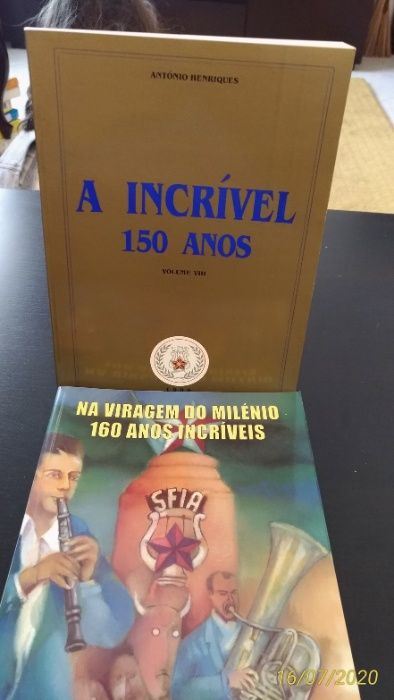 ANTÓNIO HENRIQUES
A INCRÍVEL
150 ANOS
VOLUME VIII
NA VIRAGEM DO MILÉNIO
160 ANOS INCRÍVEIS
SFIA
16/07/2020